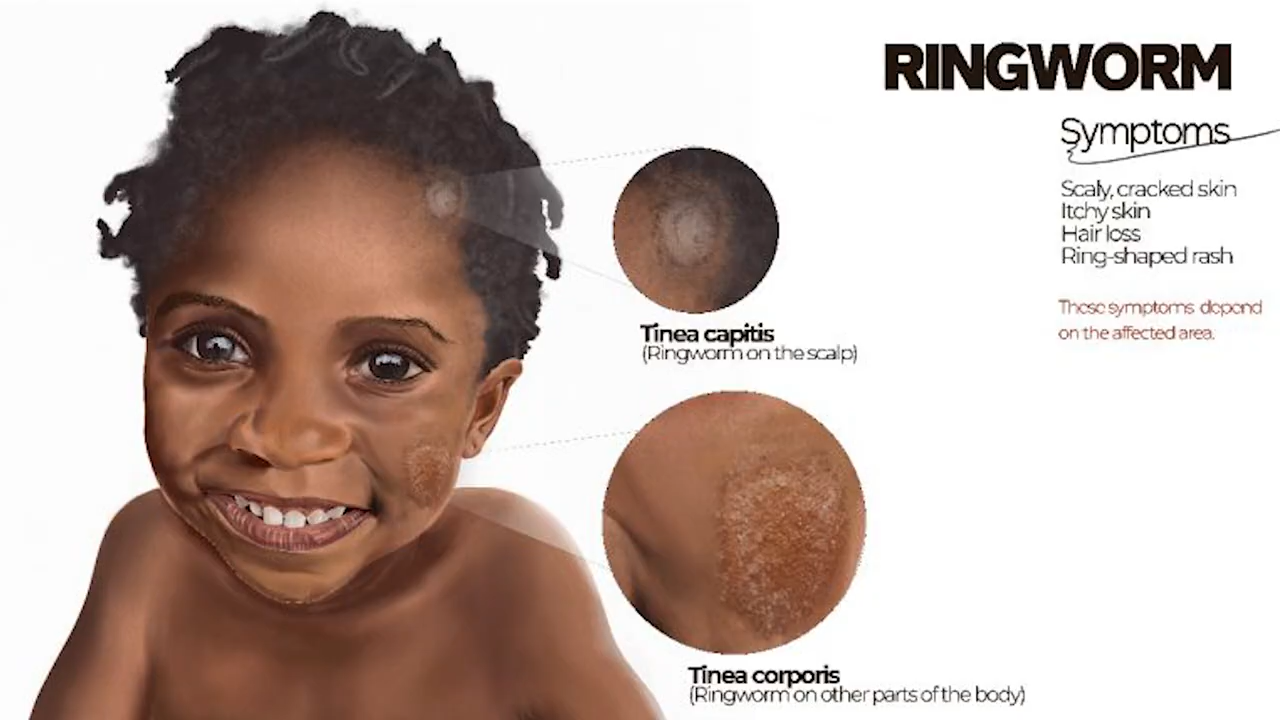 RINGWORM
Symptoms
Scaly, cracked skin
Itchy skin
Hair loss
Ring-shaped rash
These symptoms depend
on the affected area.
Tinea capitis
(Ringworm on the scalp)
Tinea corporis
(Ringworm on other parts of the body)